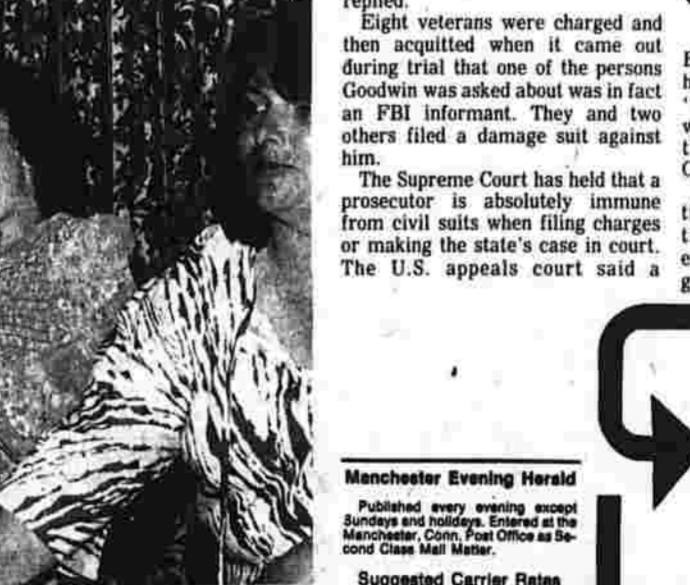 replied.
Eight veterans were charged and
then acquitted when it came out
during trial that one of the persons
Goodwin was asked about was in fact
an FBI informant. They and two
others filed a damage suit against
him.
The Supreme Court has held that a
prosecutor is absolutely immune
from civil suits when filing charges
or making the state's case in court.
The U.S. appeals court said a
Manchester Evening Herald
Published every evening except
Sundays and holidays. Entered at the
Manchester, Conn. Post Office as Se-
cond Class Mail Matter.
Suggested Carrier Rates